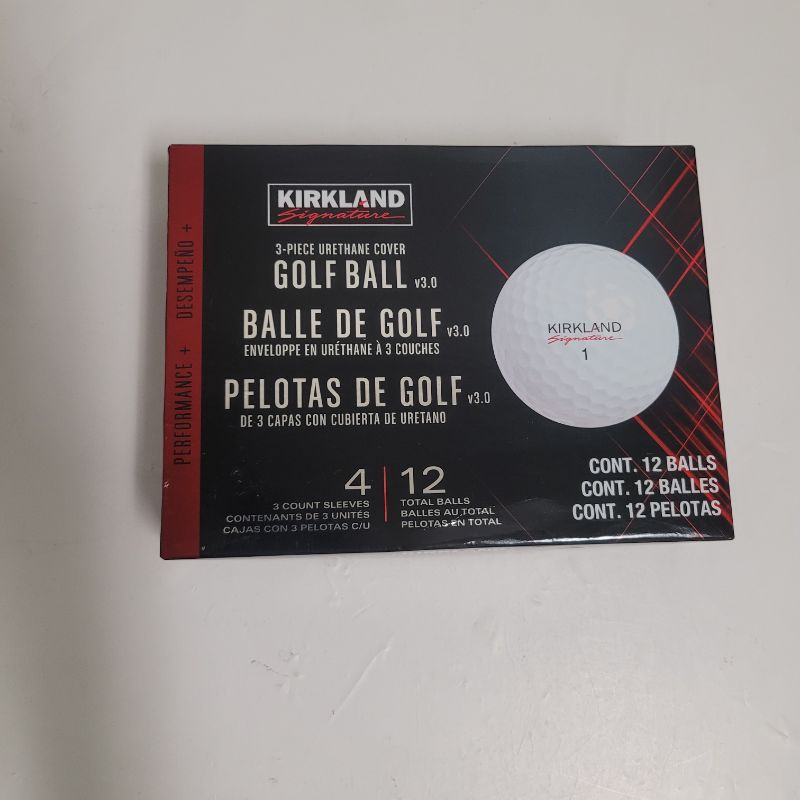 PERFORMANCE + DESEMPEÑO +
KIRKLAND
Signature
3-PIECE URETHANE COVER
GOLF BALL v3.0
BALLE DE GOLF v3.0
ENVELOPPE EN URÉTHANE À 3 COUCHES
PELOTAS DE GOLF v3.0
DE 3 CAPAS CON CUBIERTA DE URETANO
4
3 COUNT SLEEVES
CONTENANTS DE 3 UNITÉS
CAJAS CON 3 PELOTAS C/U
12
TOTAL BALLS
BALLES AU TOTAL
PELOTAS EN TOTAL
KIRKLAND
Signature
1
CONT. 12 BALLS
CONT. 12 BALLES
CONT. 12 PELOTAS